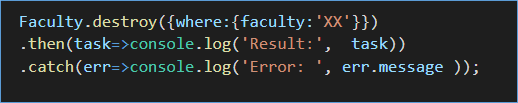 Faculty.destroy({where:{faculty:'XX'}})
.then(task=>console.log('Result:',  task))
.catch(err=>console.log('Error: ', err.message ));